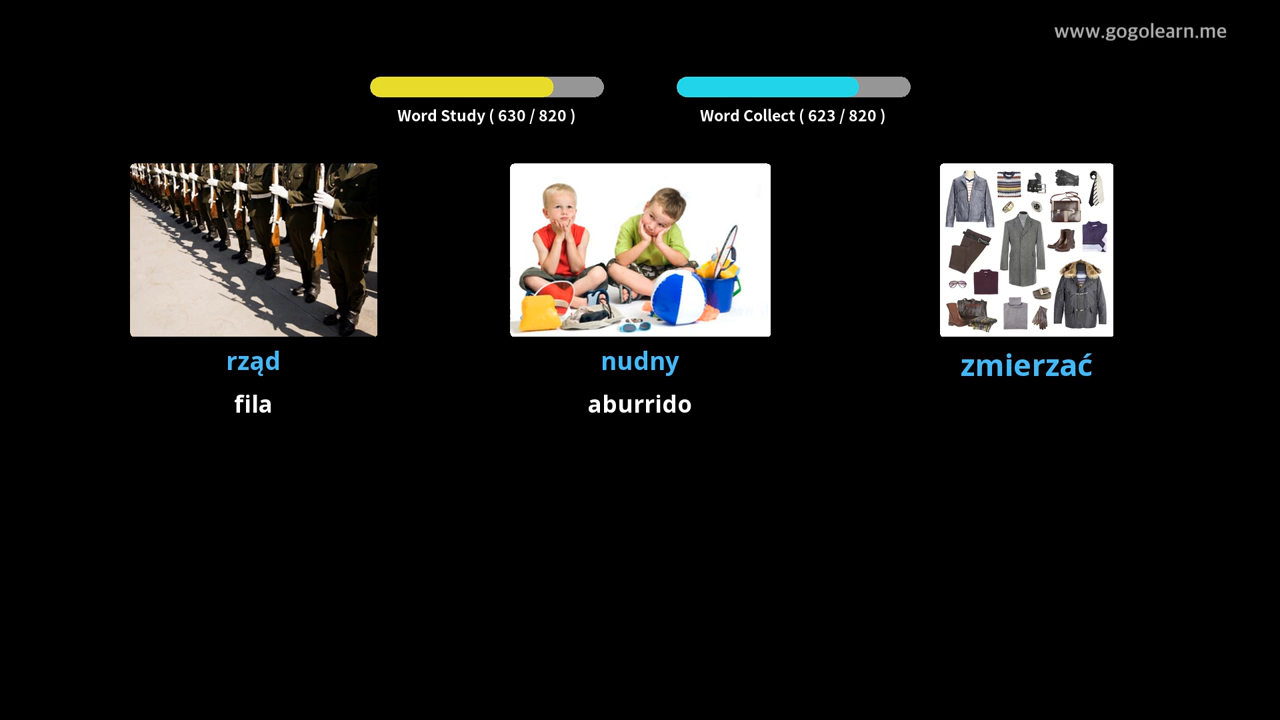 www.gogolearn.me
Word Study ( 630 / 820 )
Word Collect ( 623 / 820 )
rząd
nudny
zmierzać
fila
aburrido